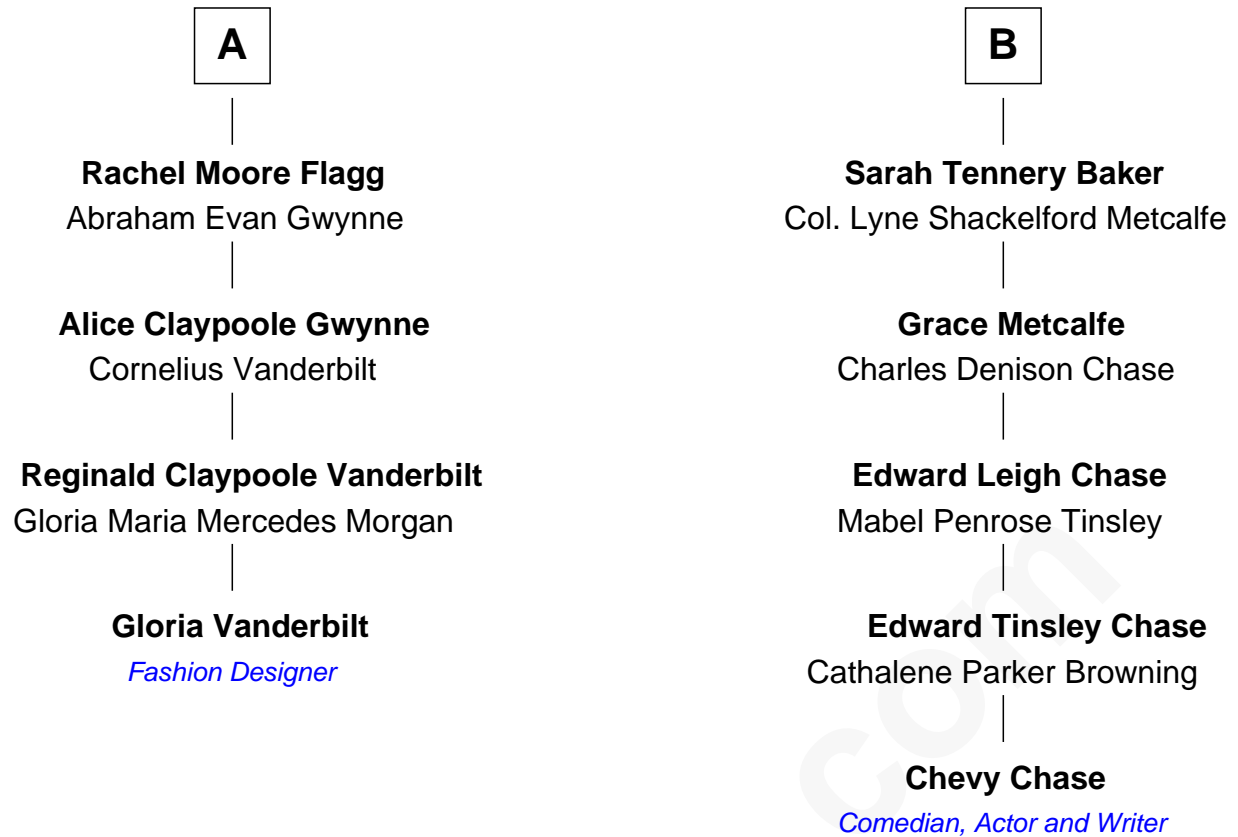 A
Rachel Moore Flagg
Abraham Evan Gwynne
Alice Claypoole Gwynne
Cornelius Vanderbilt
Reginald Claypoole Vanderbilt
Gloria Maria Mercedes Morgan
Gloria Vanderbilt
Fashion Designer
B
Sarah Tennery Baker
Col. Lyne Shackelford Metcalfe
Grace Metcalfe
Charles Denison Chase
Edward Leigh Chase
Mabel Penrose Tinsley
Edward Tinsley Chase
Cathalene Parker Browning
Chevy Chase
Comedian, Actor and Writer
com